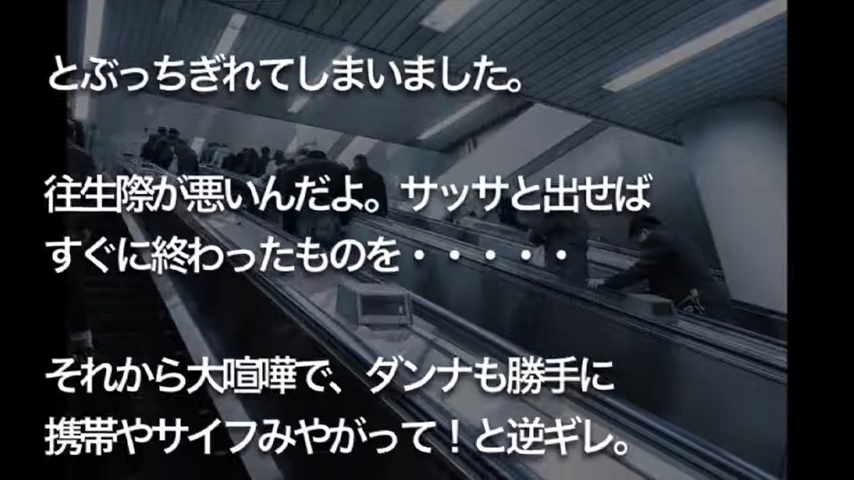 とぶっちぎれてしまいました。
往生際が悪いんだよ。サッサと出せば
すぐに終わったものを・・・・・
それから大喧嘩で、ダンナも勝手に
携帯やサイフみやがって！と逆ギレ。